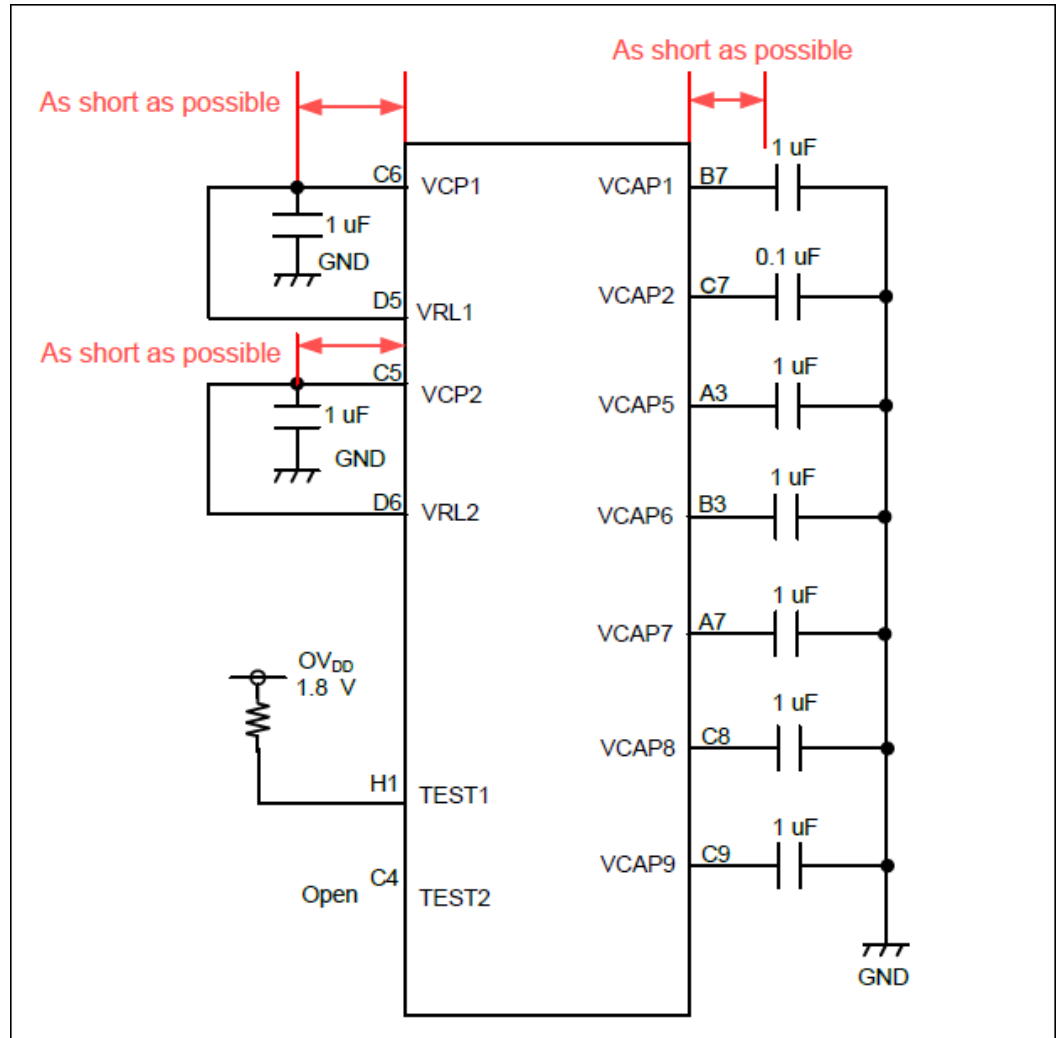 As short as possible
As short as possible
1 uF
C6
VCP1
VCAP1
B7
1 uF
GND
0.1 uF
VCAP2
C7
D5
VRL1
As short as possible
1 uF
C5
VCP2
VCAP5
A3
1 uF
GND
1 uF
D6
VRL2
VCAP6
B3
1 uF
VCAP7
A7
OVDD
1.8 V
1 uF
VCAP8
C8
H1
TEST1
1 uF
VCAP9
C9
Open
C4
TEST2
GND